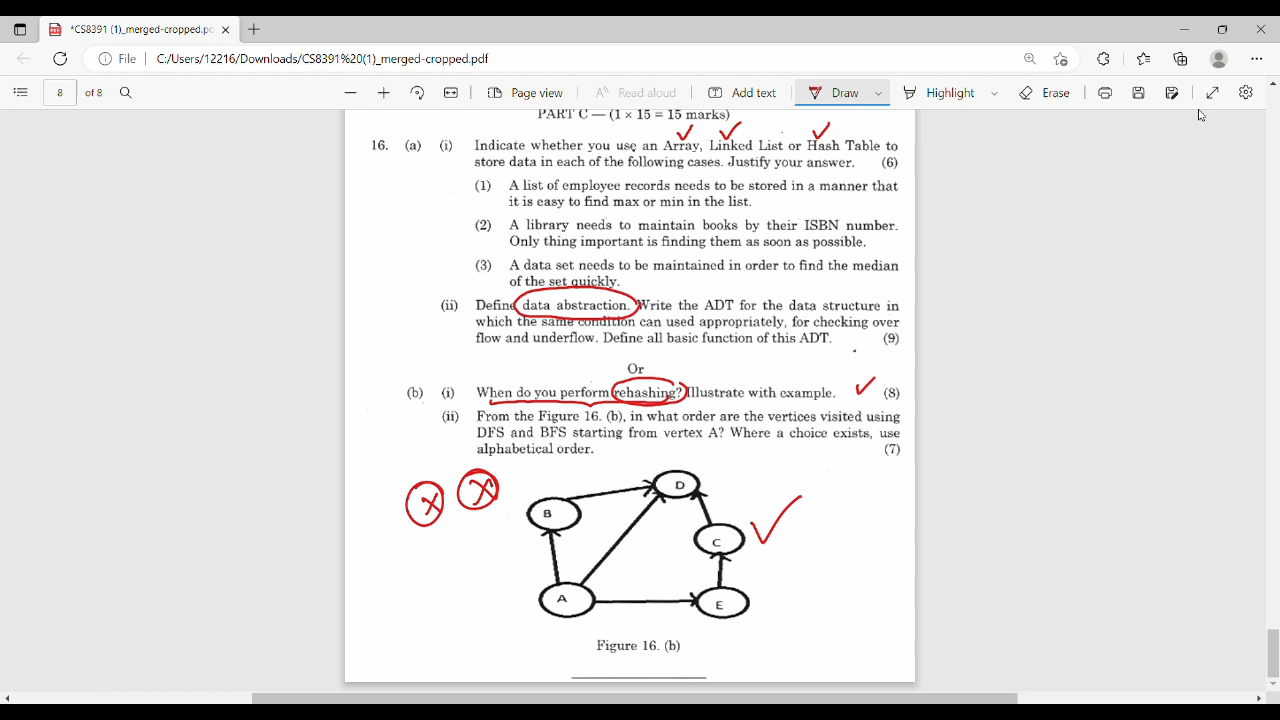 *CS8391 (1)_merged-cropped.pd
File
C:/Users/12216/Downloads/CS8391%20(1)_merged-cropped.pdf
8 of 8
Page view
Read aloud
Add text
Draw
Highlight
Erase
PART C — (1 × 15 = 15 marks)
16. (a) (i) Indicate whether you use an Array, Linked List or Hash Table to
store data in each of the following cases. Justify your answer. (6)
(1) A list of employee records needs to be stored in a manner that
it is easy to find max or min in the list.
(2) A library needs to maintain books by their ISBN number.
Only thing important is finding them as soon as possible.
(3) A data set needs to be maintained in order to find the median
of the set quickly.
(ii) Define data abstraction. Write the ADT for the data structure in
which the same condition can used appropriately, for checking over
flow and underflow. Define all basic function of this ADT. (9)
Or
(b) (i) When do you perform rehashing? Illustrate with example. (8)
(ii) From the Figure 16. (b), in what order are the vertices visited using
DFS and BFS starting from vertex A? Where a choice exists, use
alphabetical order. (7)
X X
D
B
C
A
E
Figure 16. (b)